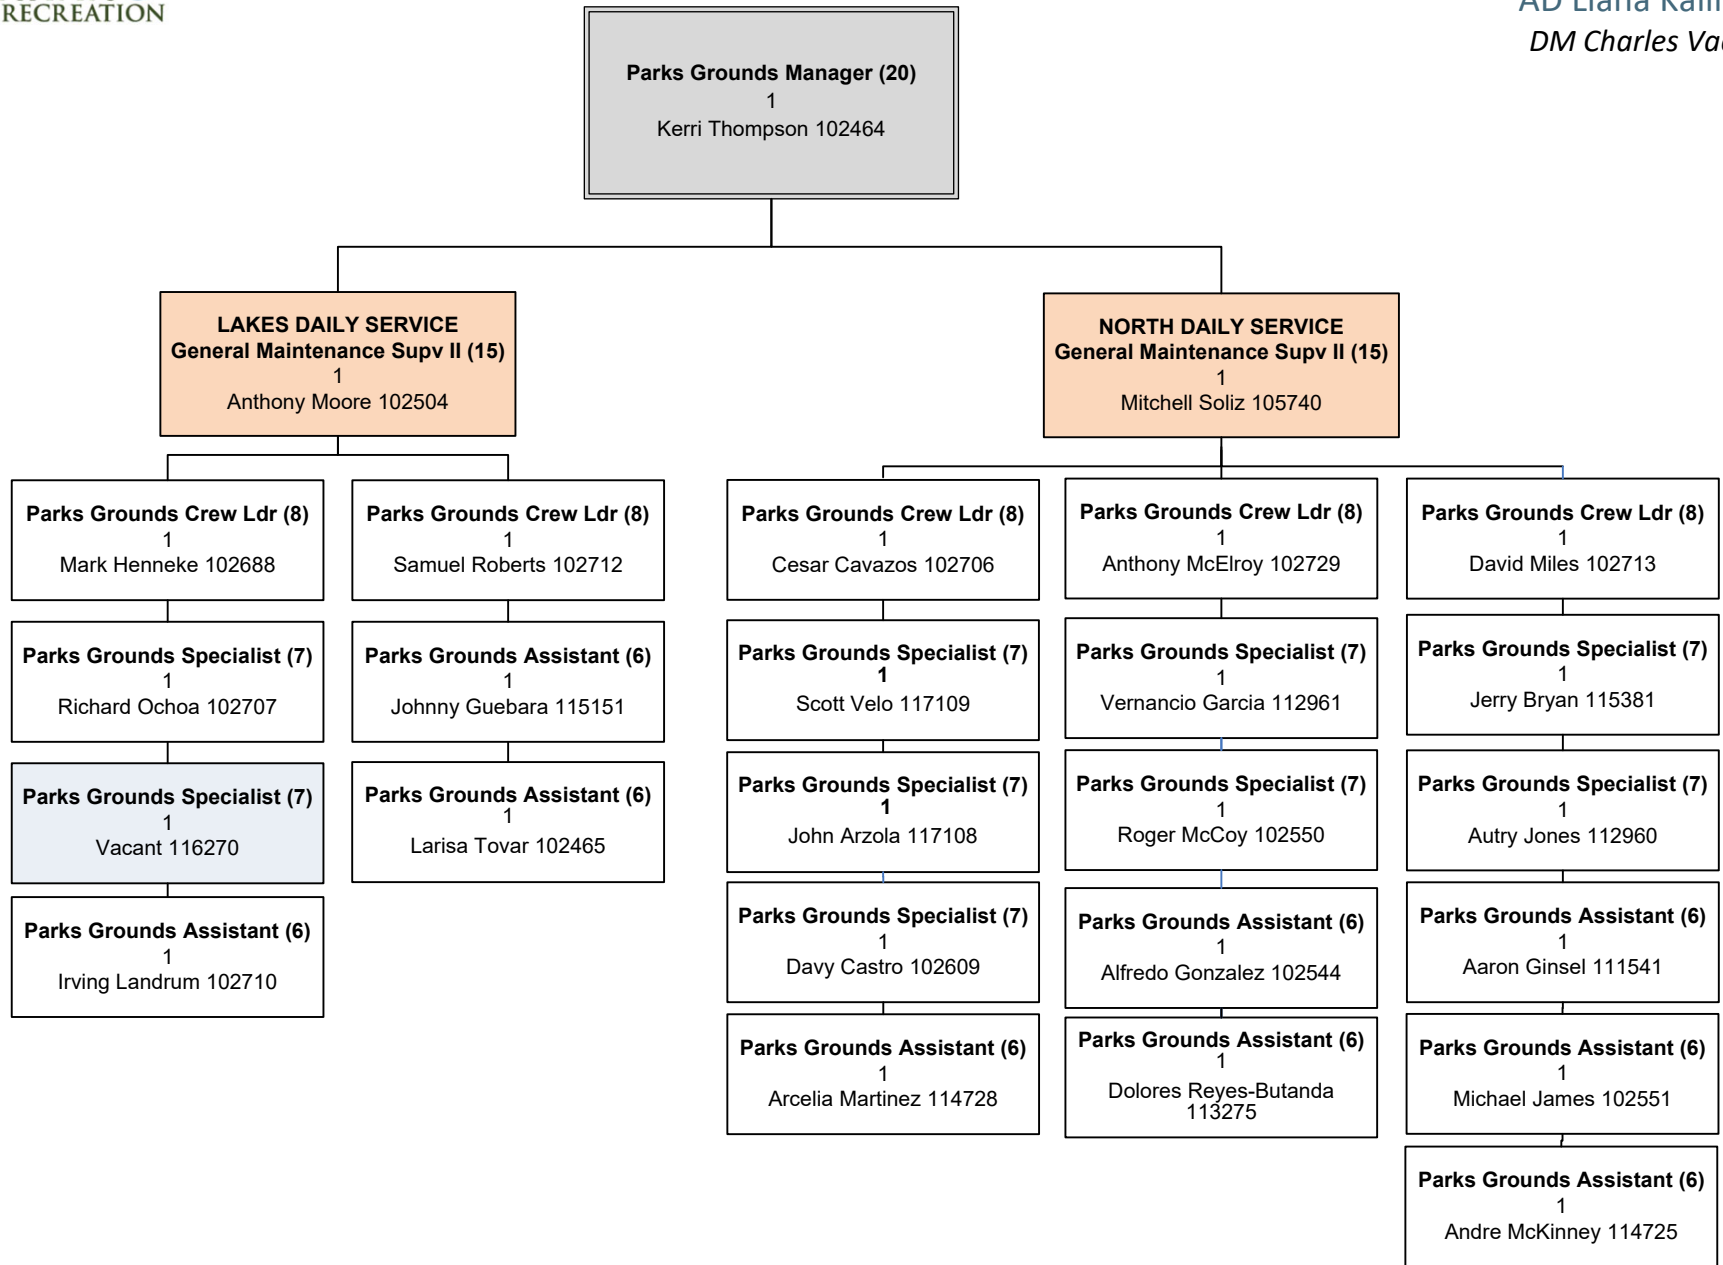 RECREATION
AD
DM Charles
Parks Grounds Manager (20)
1
Kerri Thompson 102464
LAKES DAILY SERVICE
General Maintenance Supv II (15)
1
Anthony Moore 102504
NORTH DAILY SERVICE
General Maintenance Supv II (15)
1
Mitchell Soliz 105740
Parks Grounds Crew Ldr (8)
1
Mark Henneke 102688
Parks Grounds Specialist (7)
1
Richard Ochoa 102707
Parks Grounds Specialist (7)
1
Vacant 116270
Parks Grounds Assistant (6)
1
Irving Landrum 102710
Parks Grounds Crew Ldr (8)
1
Samuel Roberts 102712
Parks Grounds Assistant (6)
1
Johnny Guebara 115151
Parks Grounds Assistant (6)
1
Larisa Tovar 102465
Parks Grounds Crew Ldr (8)
1
Cesar Cavazos 102706
Parks Grounds Specialist (7)
1
Scott Velo 117109
Parks Grounds Specialist (7)
1
John Arzola 117108
Parks Grounds Specialist (7)
1
Davy Castro 102609
Parks Grounds Assistant (6)
1
Arcelia Martinez 114728
Parks Grounds Crew Ldr (8)
1
Anthony McElroy 102729
Parks Grounds Specialist (7)
1
Vernancio Garcia 112961
Parks Grounds Specialist (7)
1
Roger McCoy 102550
Parks Grounds Assistant (6)
1
Alfredo Gonzalez 102544
Parks Grounds Assistant (6)
1
Dolores Reyes-Butanda
113275
Parks Grounds Crew Ldr (8)
1
David Miles 102713
Parks Grounds Specialist (7)
1
Jerry Bryan 115381
Parks Grounds Specialist (7)
1
Autry Jones 112960
Parks Grounds Assistant (6)
1
Aaron Ginsel 111541
Parks Grounds Assistant (6)
1
Michael James 102551
Parks Grounds Assistant (6)
1
Andre McKinney 114725